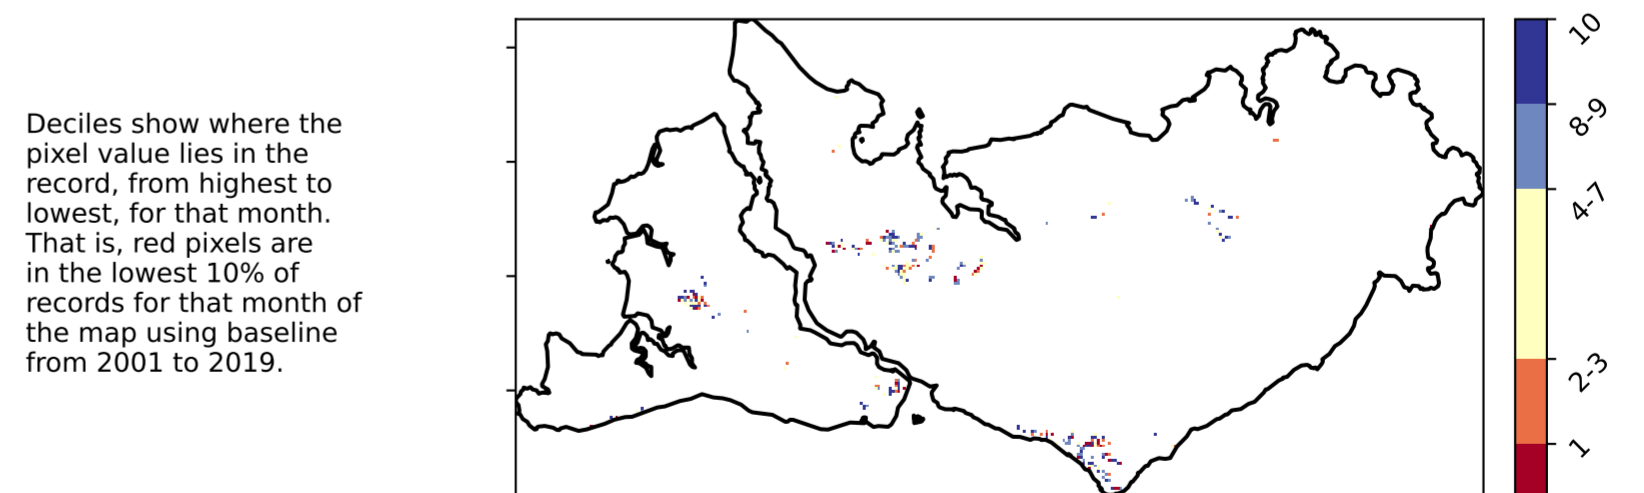 Deciles show where the
pixel value lies in the
record, from highest to
lowest, for that month.
That is, red pixels are
in the lowest 10% of
records for that month of
the map using baseline
from 2001 to 2019.
10
8-9
4-7
2-3
1